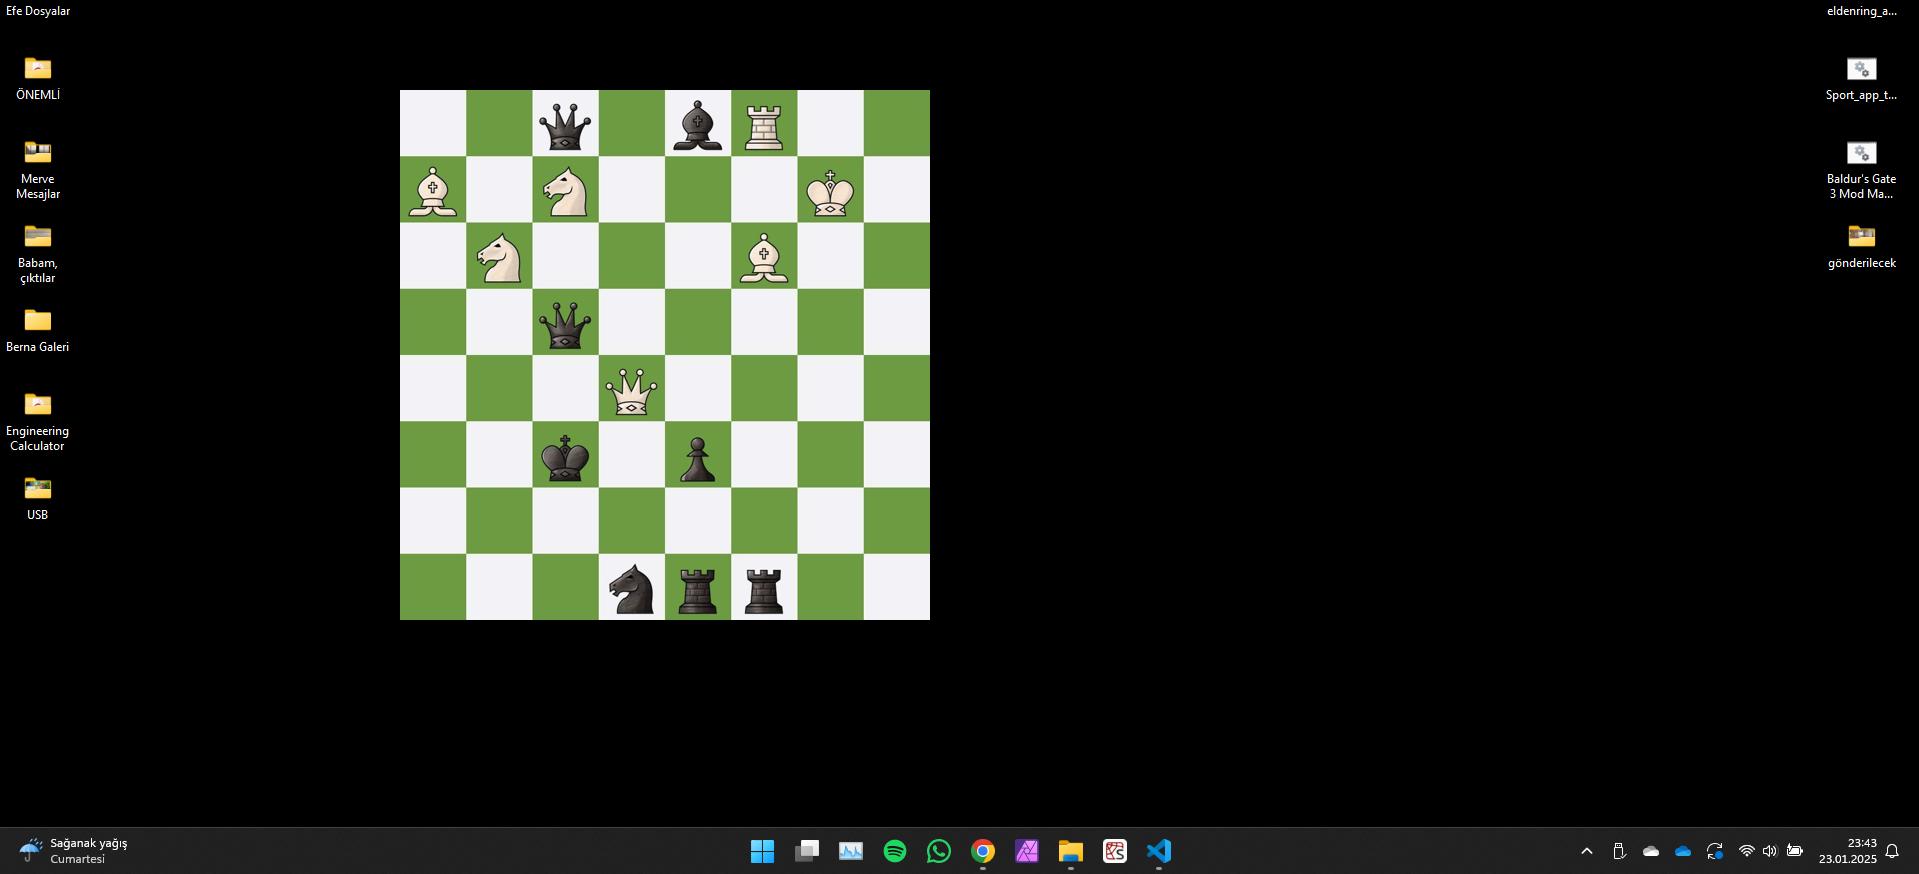 Efe Dosyalar
ÖNEMLİ
Merve
Mesajlar
Babam,
çıktılar
Berna Galeri
Engineering
Calculator
USB
eldenring_a...
Sport_app_t...
Baldur's Gate
3 Mod Ma...
gönderilecek
Sağanak yağış
Cumartesi
23:43
23.01.2025